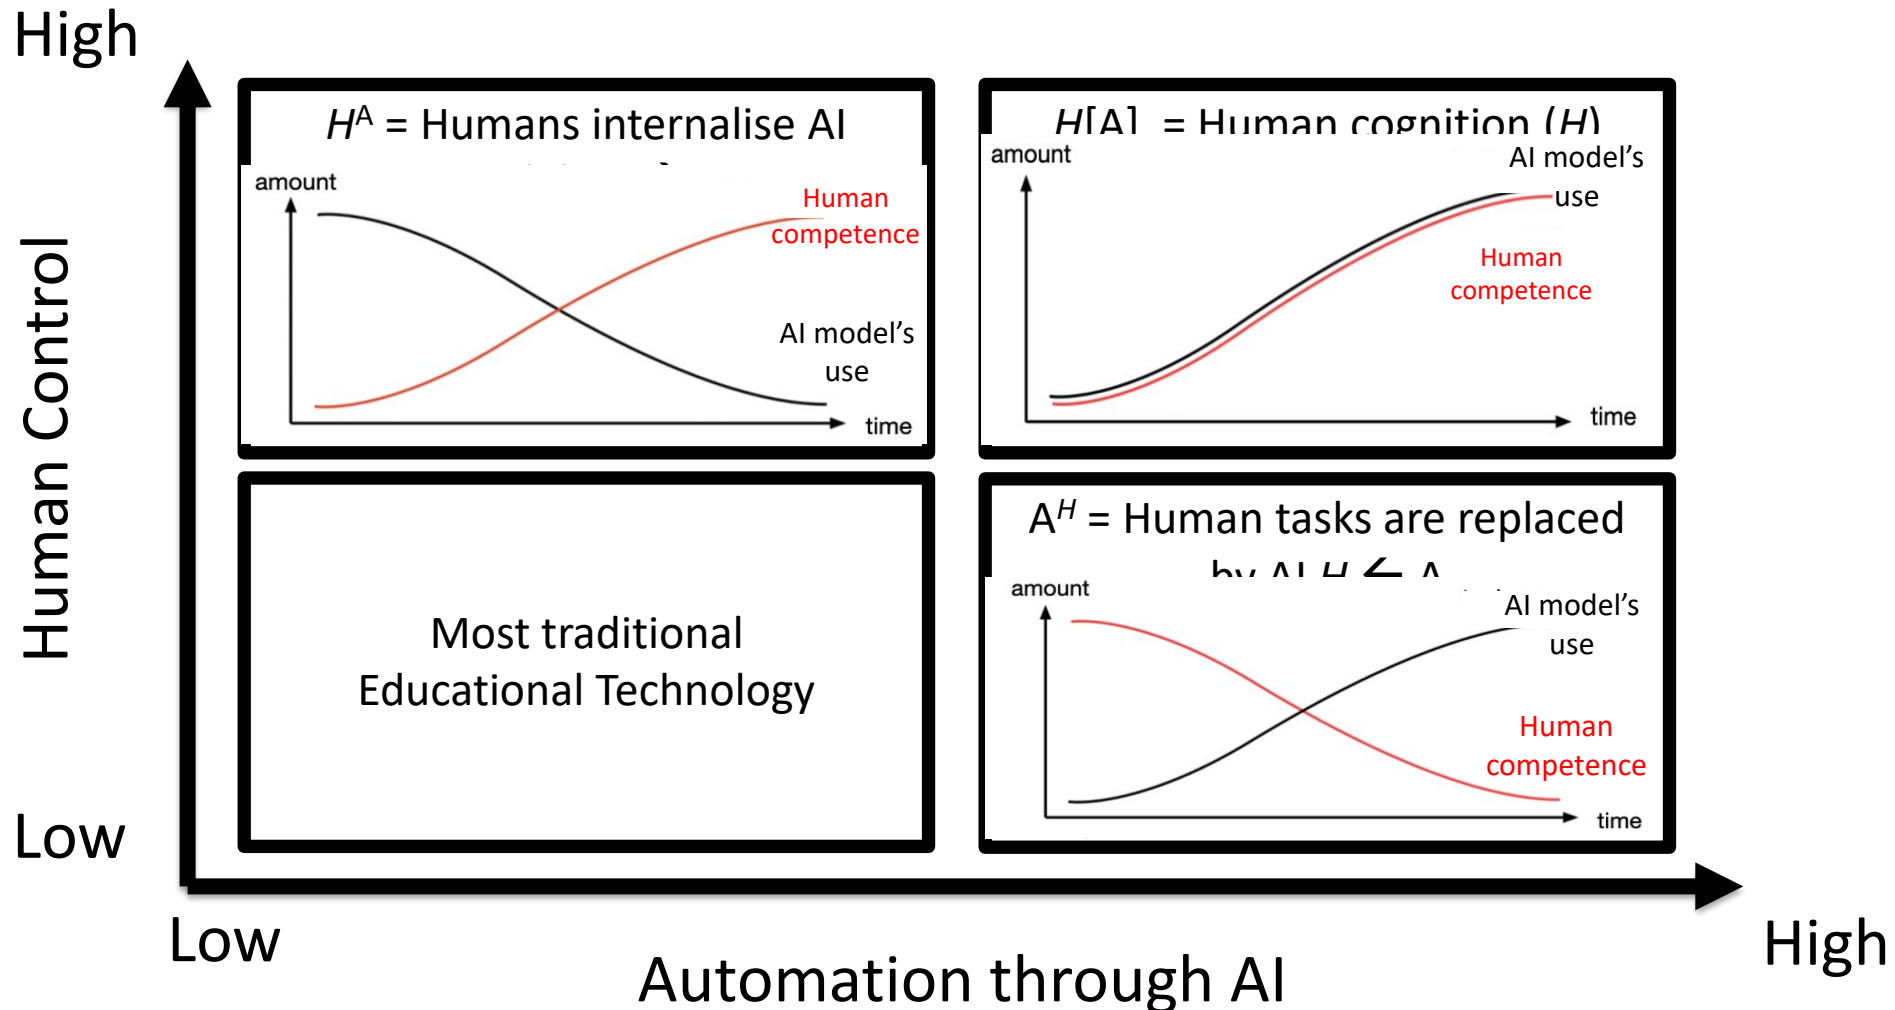 High
Human Control
Low
H^A = Humans internalise AI
amount
Human
competence
AI model's
use
time
H[A] = Human cognition (H)
amount
AI model's
use
Human
competence
time
Most traditional
Educational Technology
A^H = Human tasks are replaced
by AI H ← A
amount
AI model's
use
Human
competence
time
Low
Automation through AI
High